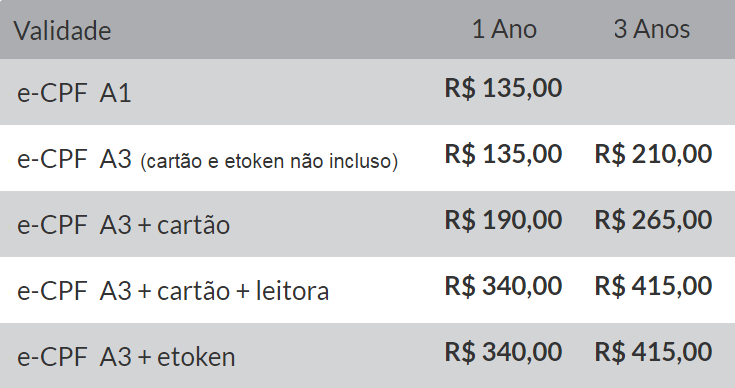 Validade 1 Ano 3 Anos
e-CPF A1 R$ 135,00
e-CPF A3 (cartão e etoken não incluso) R$ 135,00 R$ 210,00
e-CPF A3 + cartão R$ 190,00 R$ 265,00
e-CPF A3 + cartão + leitora R$ 340,00 R$ 415,00
e-CPF A3 + etoken R$ 340,00 R$ 415,00